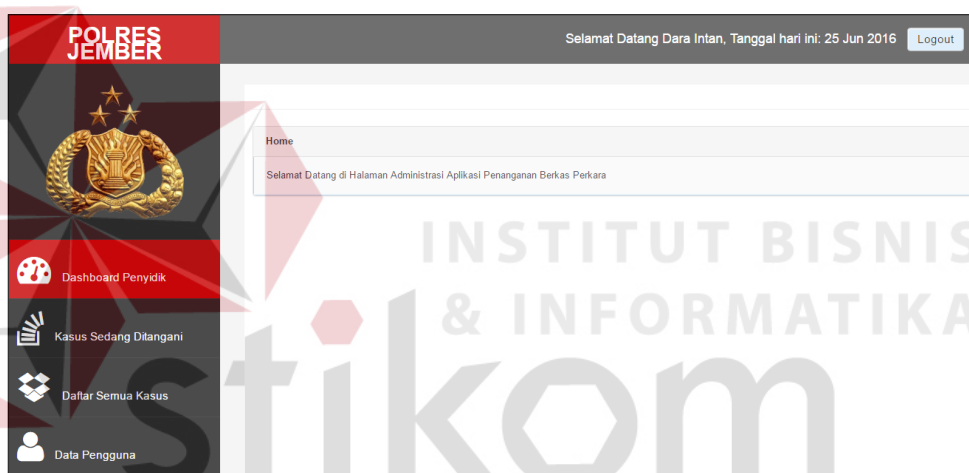 POLRES
JEMBER
Selamat Datang Dara Intan, Tanggal hari ini: 25 Jun 2016
Logout
Home
Selamat Datang di Halaman Administrasi Aplikasi Penanganan Berkas Perkara
Dashboard Penyidik
Kasus Sedang Ditangani
Daftar Semua Kasus
Data Pengguna
INSTITUT BISNIS
& INFORMATIKA
stikom